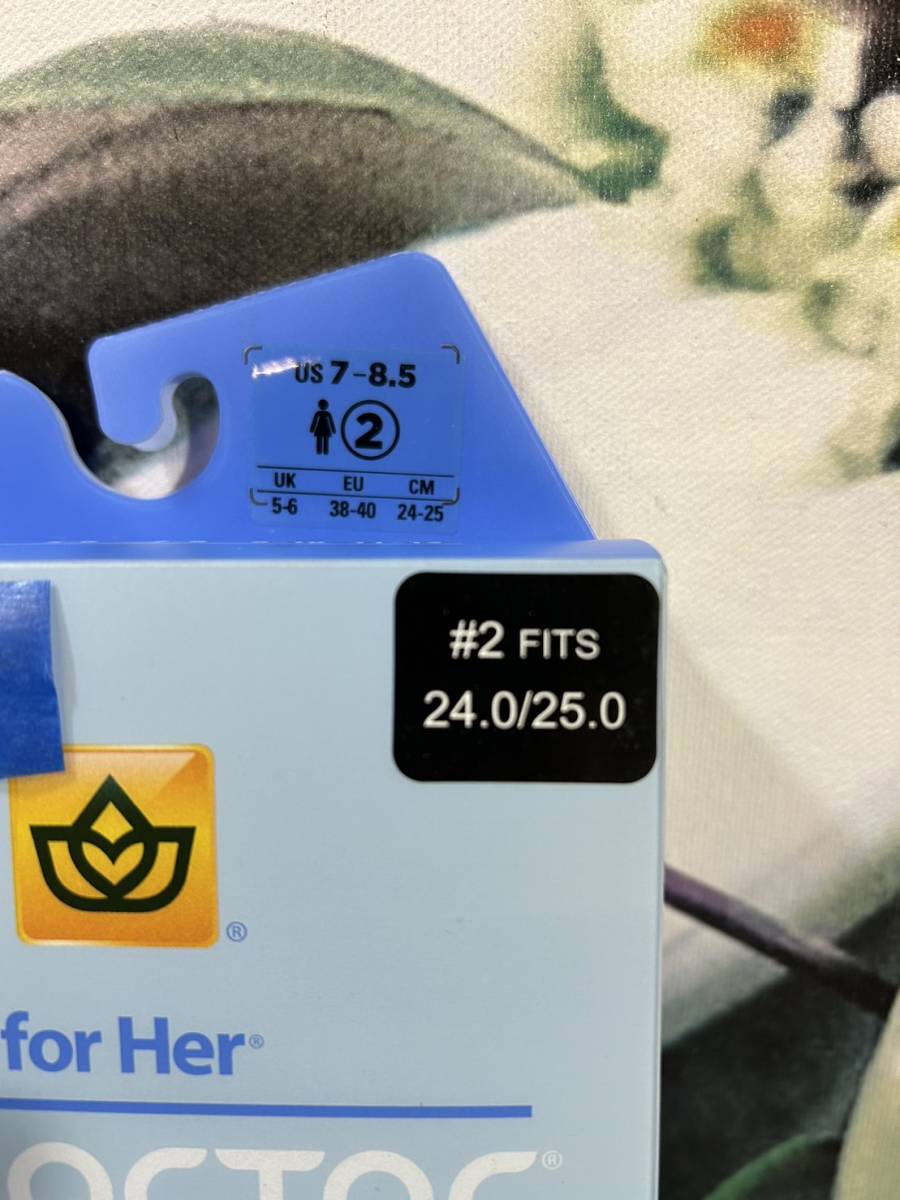 US 7-8.5
2
UK EU CM
5-6 38-40 24-25
#2 FITS
24.0/25.0
®
for Her®
®